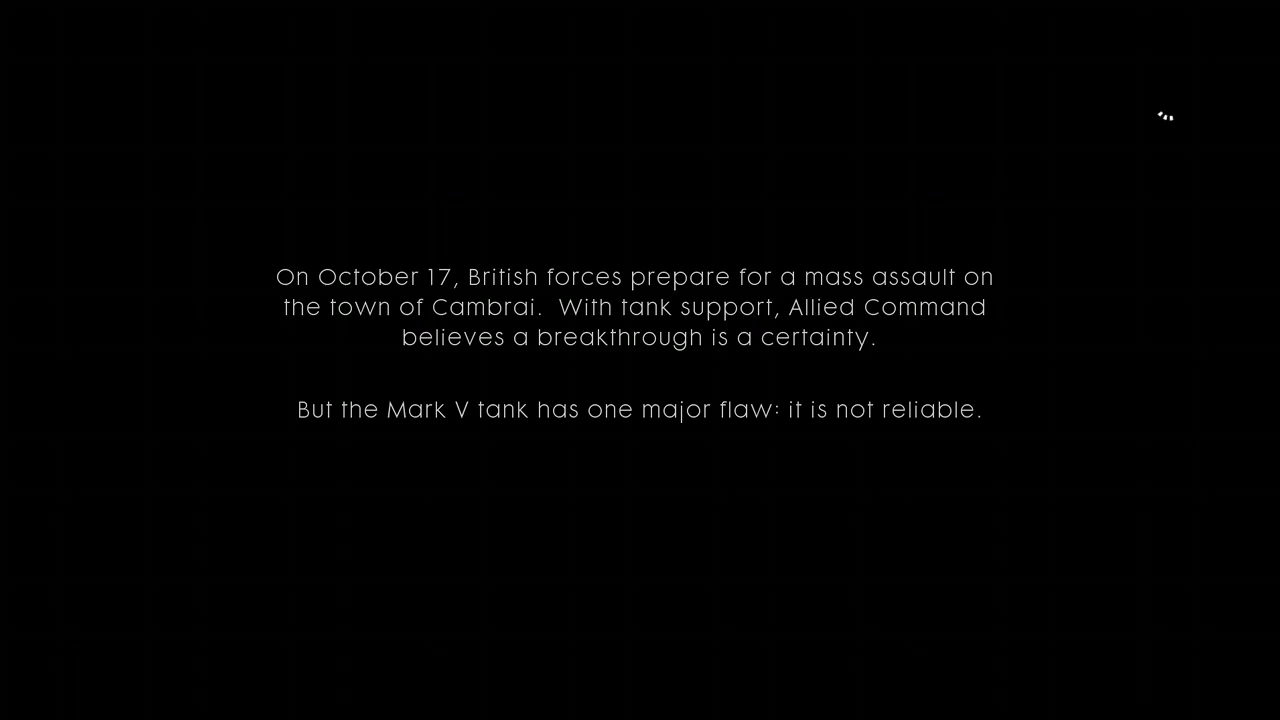 On October 17, British forces prepare for a mass assault on
the town of Cambrai.  With tank support, Allied Command
believes a breakthrough is a certainty.
But the Mark V tank has one major flaw: it is not reliable.